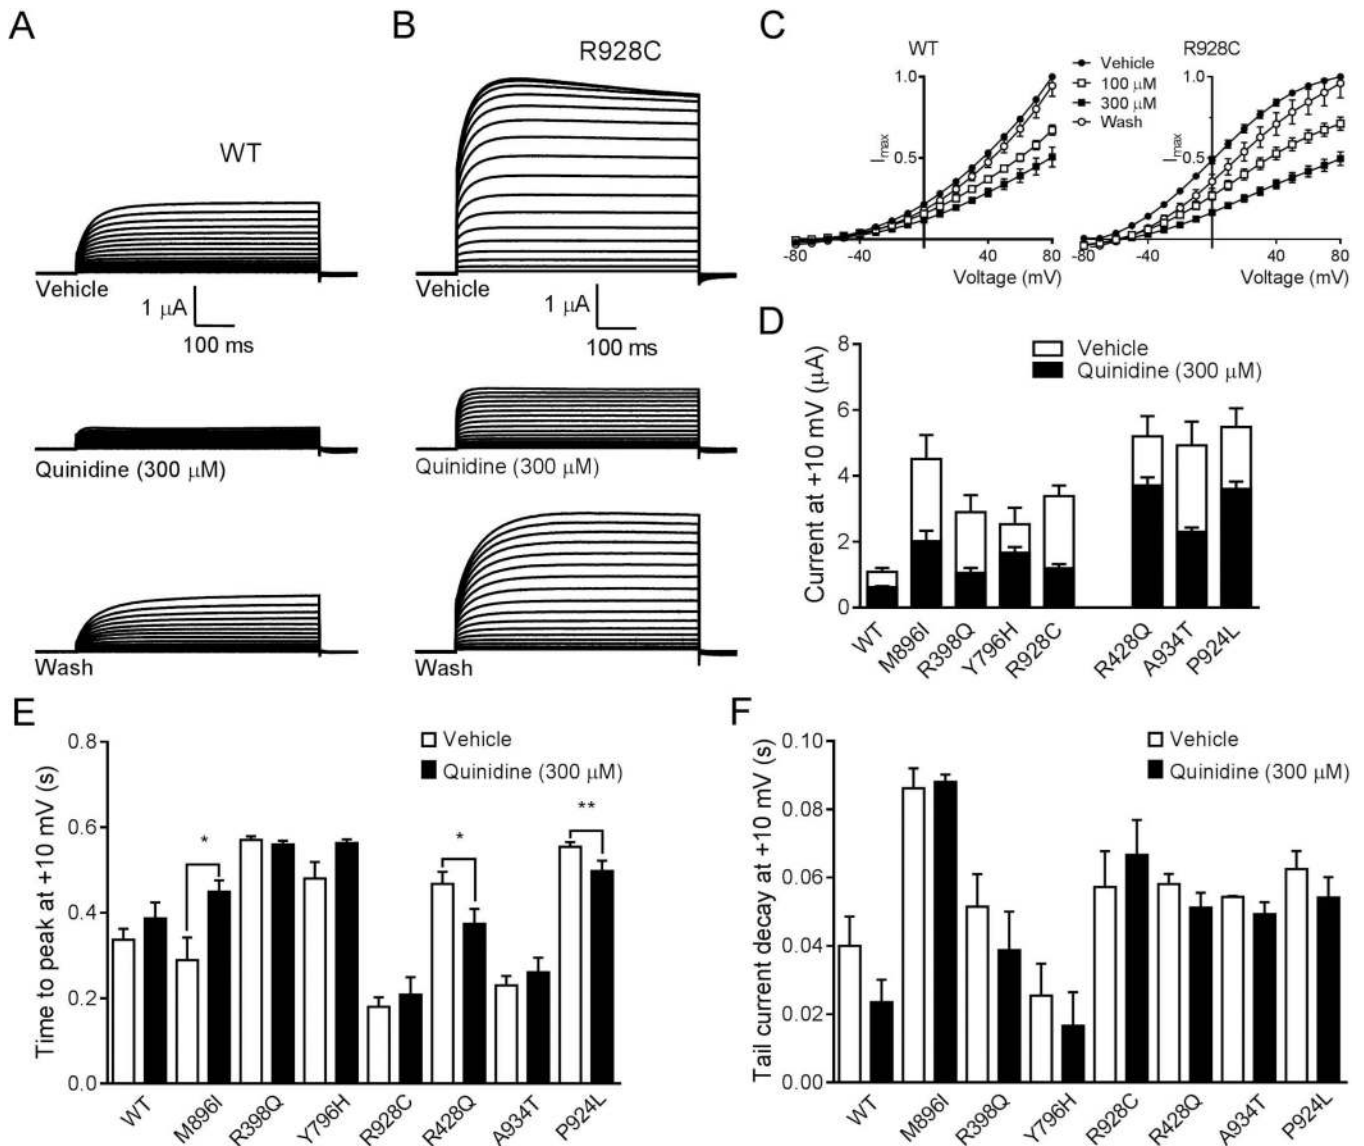 A
WT
Vehicle
1 μA
100 ms
Quinidine (300 μM)
Wash
B
R928C
Vehicle
1 μA
100 ms
Quinidine (300 μM)
Wash
C
WT
1.0
0.5
Imax
-80
-40
40
80
Voltage (mV)
Vehicle
100 μM
300 μM
Wash
R928C
1.0
0.5
Imax
-80
-40
40
80
Voltage (mV)
D
Current at +10 mV (μA)
8
6
4
2
0
Vehicle
Quinidine (300 μM)
WT
M896I
R398Q
Y796H
R928C
R428Q
A934T
P924L
E
Time to peak at +10 mV (s)
0.8
0.6
0.4
0.2
0.0
Vehicle
Quinidine (300 μM)
*
*
**
WT
M896I
R398Q
Y796H
R928C
R428Q
A934T
P924L
F
Tail current decay at +10 mV (s)
0.10
0.08
0.06
0.04
0.02
0.00
Vehicle
Quinidine (300 μM)
WT
M896I
R398Q
Y796H
R928C
R428Q
A934T
P924L